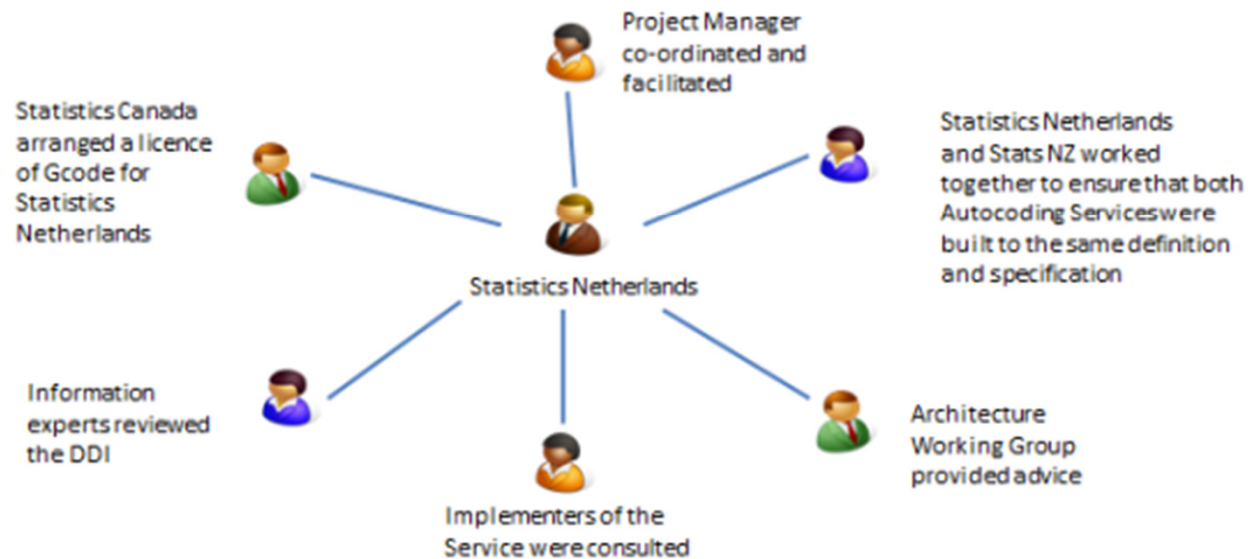 Project Manager
co-ordinated and
facilitated
Statistics Canada
arranged a licence
of Gcode for
Statistics
Netherlands
Statistics Netherlands
and Stats NZ worked
together to ensure that both
Autocoding Services were
built to the same definition
and specification
Statistics Netherlands
Information
experts reviewed
the DDI
Architecture
Working Group
provided advice
Implementers of the
Service were consulted